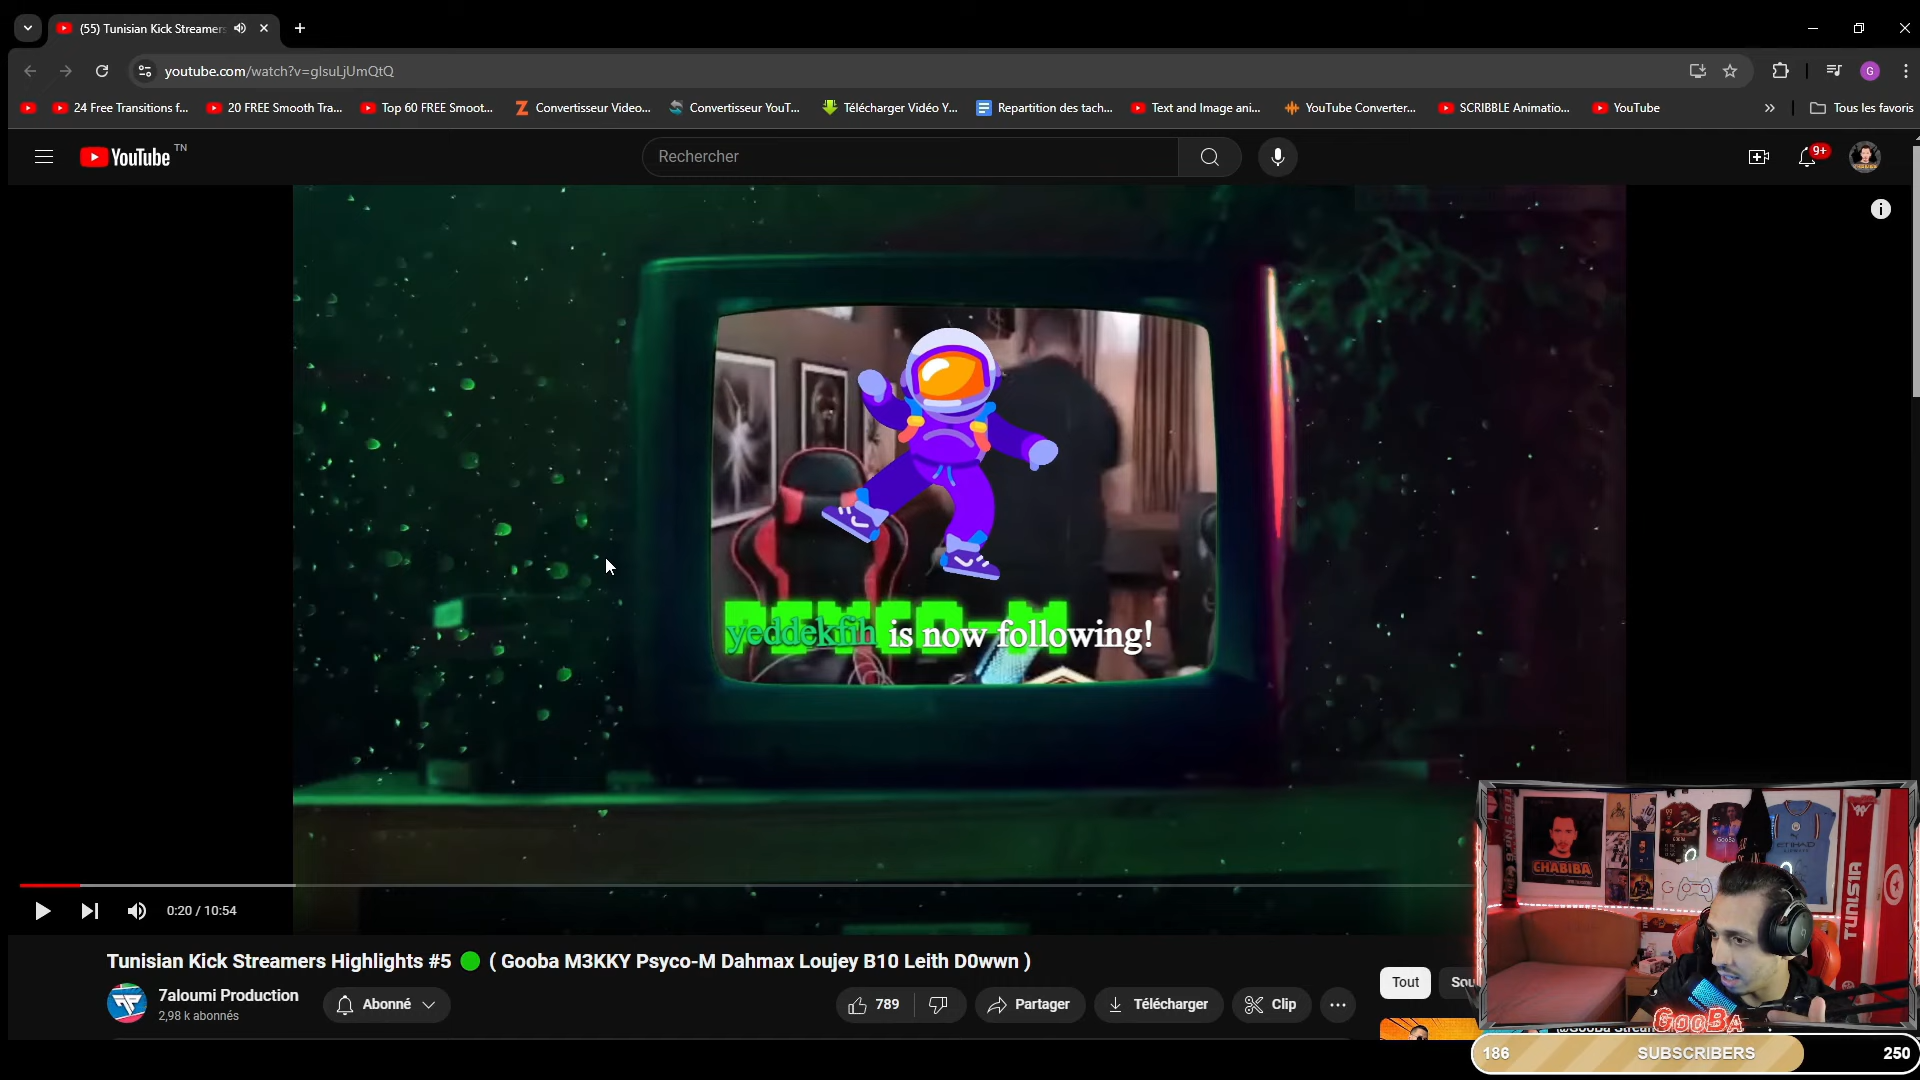 (55) Tunisian Kick Streamers
youtube.com/watch?v=glsuLjUmQtQ
G
24 Free Transitions f...
20 FREE Smooth Tra...
Top 60 FREE Smoot...
Convertisseur Video...
Convertisseur YouT...
Télécharger Vidéo Y...
Repartition des tach...
Text and Image ani...
YouTube Converter...
SCRIBBLE Animatio...
YouTube
Tous les favoris
YouTube TN
Rechercher
9+
PSYCO-M
yeddekfih is now following!
0:20 / 10:54
CHABIBA
ETIHAD
TUNISIA
GooBa
Tunisian Kick Streamers Highlights #5 🟢 ( Gooba M3KKY Psyco-M Dahmax Loujey B10 Leith D0wwn )
7aloumi Production
2,98 k abonnés
Abonné
789
Partager
Télécharger
Clip
Tout
Sou
186 SUBSCRIBERS 250